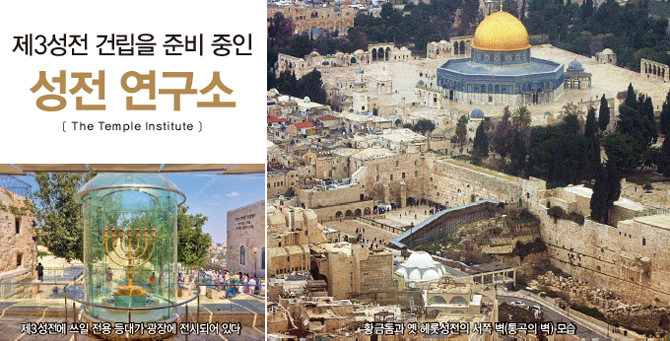 제3성전 건립을 준비 중인
성전 연구소
( The Temple Institute )
제3성전에 쓰일 전용 등대가 광장에 전시되어 있다
황금돔과 옛 헤롯성전의 서쪽 벽(통곡의 벽) 모습